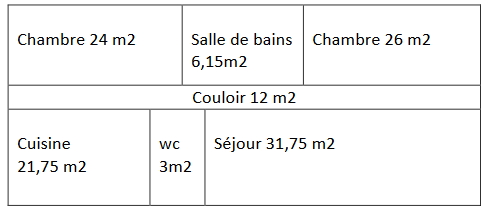 Chambre 24 m2
Salle de bains
6,15m2
Chambre 26 m2
Couloir 12 m2
Cuisine
21,75 m2
wc
3m2
Séjour 31,75 m2